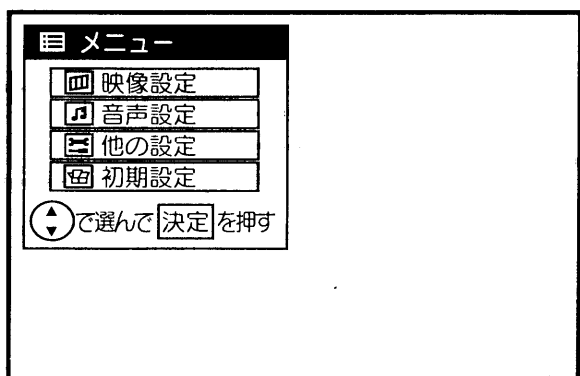 メニュー
映像設定
音声設定
他の設定
初期設定
で選んで 決定 を押す